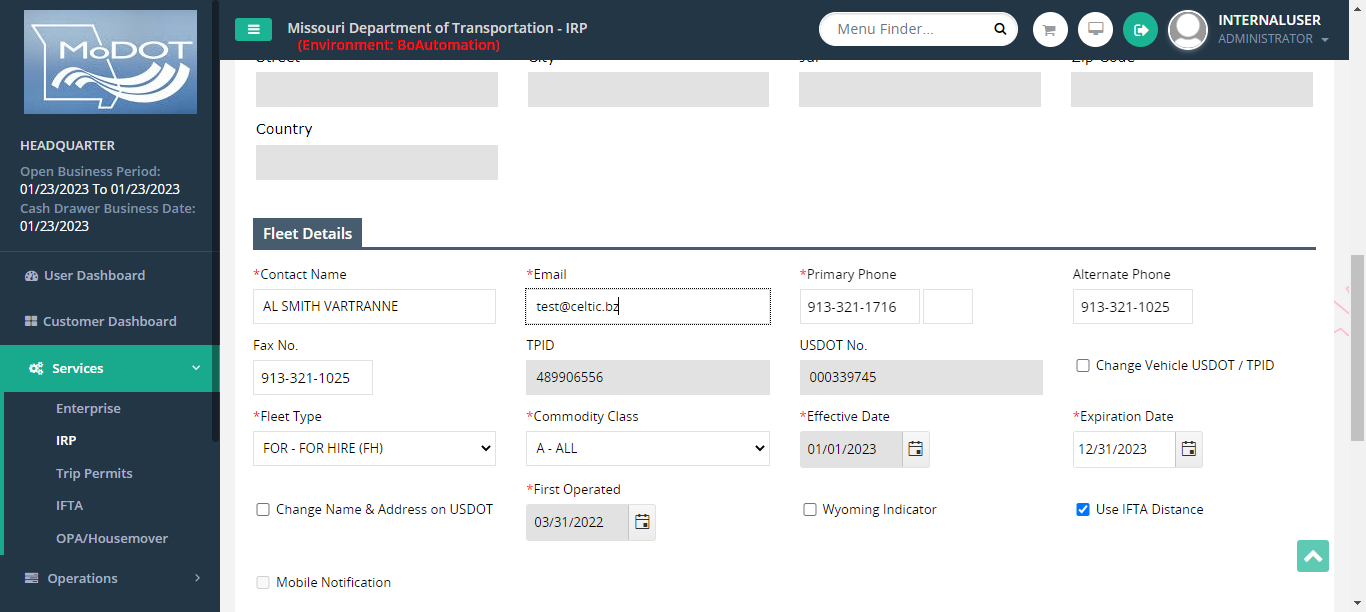 MoDOT
Missouri Department of Transportation - IRP
(Environment: BoAutomation)
Menu Finder...
INTERNALUSER
ADMINISTRATOR
HEADQUARTER
Open Business Period:
01/23/2023 To 01/23/2023
Cash Drawer Business Date:
01/23/2023
User Dashboard
Customer Dashboard
Services
Enterprise
IRP
Trip Permits
IFTA
OPA/Housemover
Operations
Street City Jur Zip Code
Country
Fleet Details
*Contact Name *Email *Primary Phone Alternate Phone
AL SMITH VARTRANNE test@celtic.bz 913-321-1716 913-321-1025
Fax No. TPID USDOT No.
913-321-1025 489906556 000339745 Change Vehicle USDOT / TPID
*Fleet Type *Commodity Class *Effective Date *Expiration Date
FOR - FOR HIRE (FH) A - ALL 01/01/2023 12/31/2023
*First Operated
Change Name & Address on USDOT 03/31/2022 Wyoming Indicator Use IFTA Distance
Mobile Notification